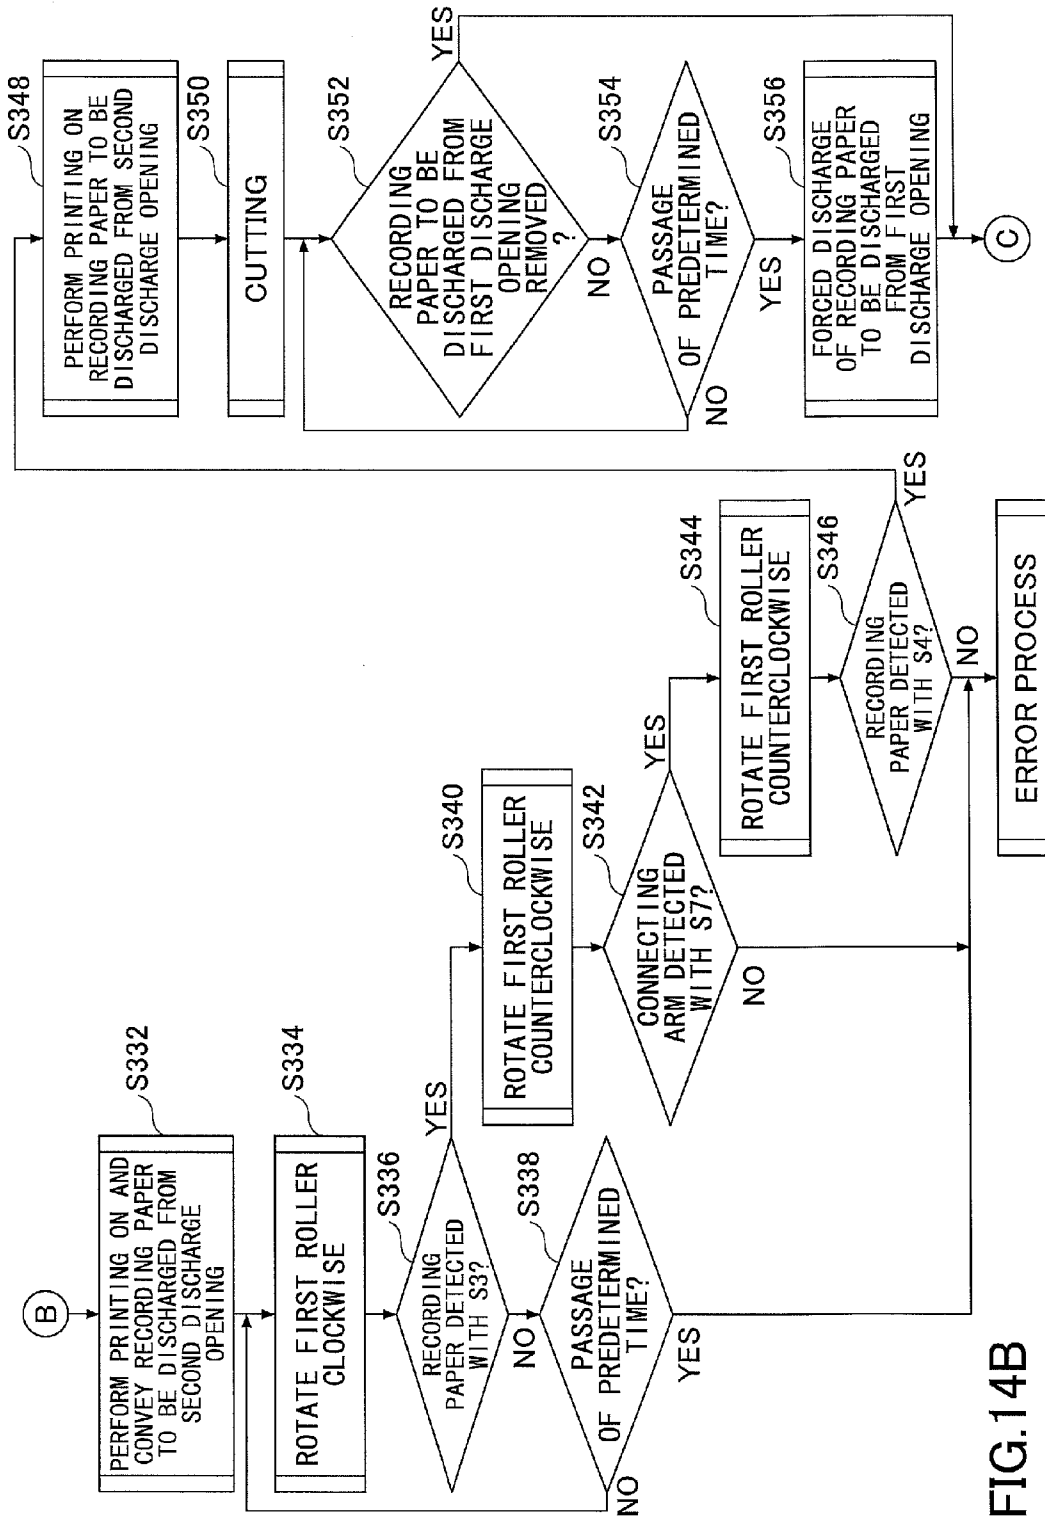 B
PERFORM PRINTING ON AND
CONVEY RECORDING PAPER
TO BE DISCHARGED FROM
SECOND DISCHARGE
OPENING
S332
ROTATE FIRST ROLLER
CLOCKWISE
S334
RECORDING
PAPER DETECTED
WITH S3?
S336
YES
NO
PASSAGE
OF PREDETERMINED
TIME?
S338
NO
YES
ROTATE FIRST ROLLER
COUNTERCLOCKWISE
S340
CONNECTING
ARM DETECTED
WITH S7?
S342
YES
NO
ROTATE FIRST ROLLER
COUNTERCLOCKWISE
S344
RECORDING
PAPER DETECTED
WITH S4?
S346
YES
NO
ERROR PROCESS
PERFORM PRINTING ON
RECORDING PAPER TO BE
DISCHARGED FROM SECOND
DISCHARGE OPENING
S348
CUTTING
S350
RECORDING
PAPER TO BE
DISCHARGED FROM
FIRST DISCHARGE
OPENING
REMOVED
?
S352
YES
NO
PASSAGE
OF PREDETERMINED
TIME?
S354
NO
YES
FORCED DISCHARGE
OF RECORDING PAPER
TO BE DISCHARGED
FROM FIRST
DISCHARGE OPENING
S356
C
FIG.14B